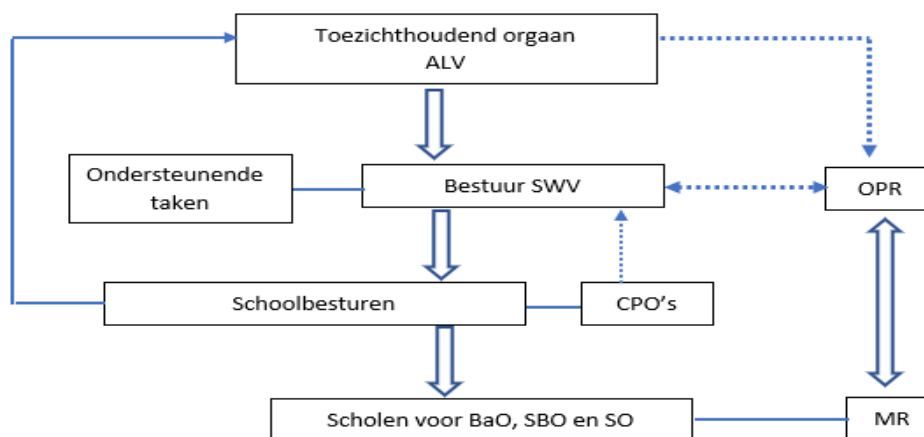 Toezichthoudend orgaan
ALV
Ondersteunende
taken
Bestuur SWV
OPR
Schoolbesturen
CPO's
Scholen voor BaO, SBO en SO
MR